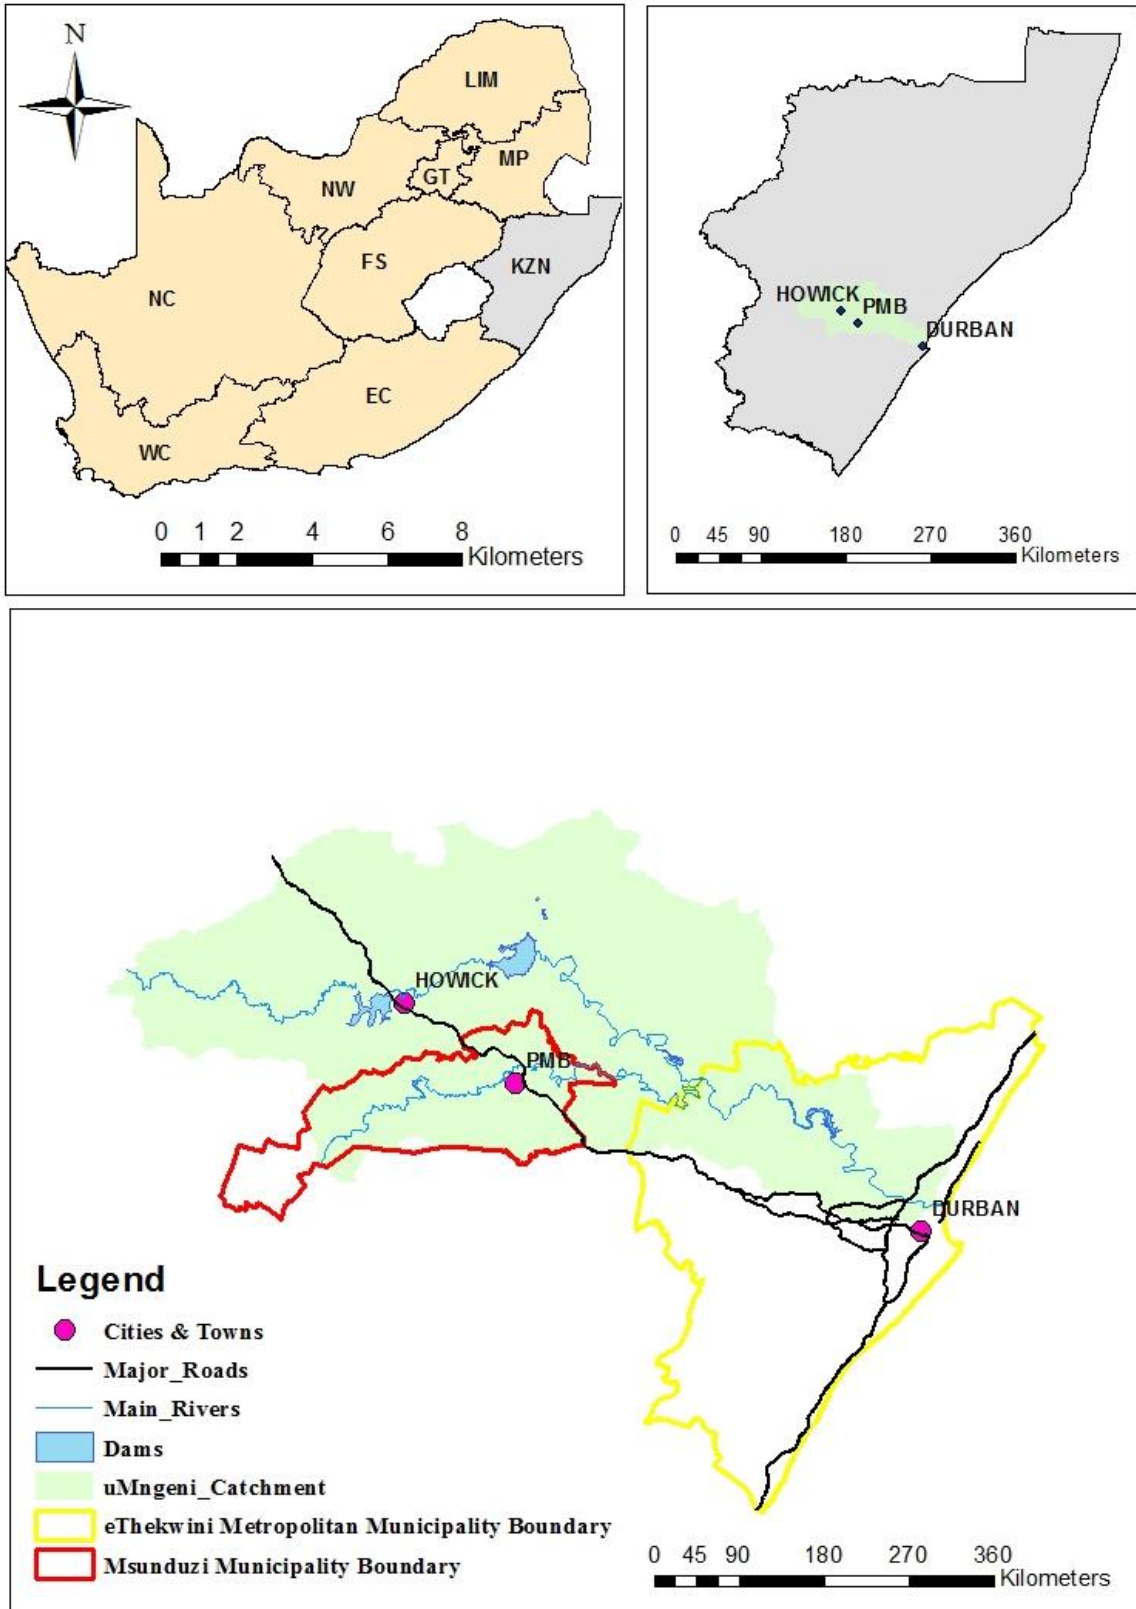 N
LIM
MP
NW
GT
FS
KZN
NC
EC
WC
0 1 2 4 6 8
Kilometers
HOWICK
PMB
DURBAN
0 45 90 180 270 360
Kilometers
HOWICK
PMB
DURBAN
Legend
Cities & Towns
Major_Roads
Main_Rivers
Dams
uMngeni_Catchment
eThekwini Metropolitan Municipality Boundary
Msunduzi Municipality Boundary
0 45 90 180 270 360
Kilometers